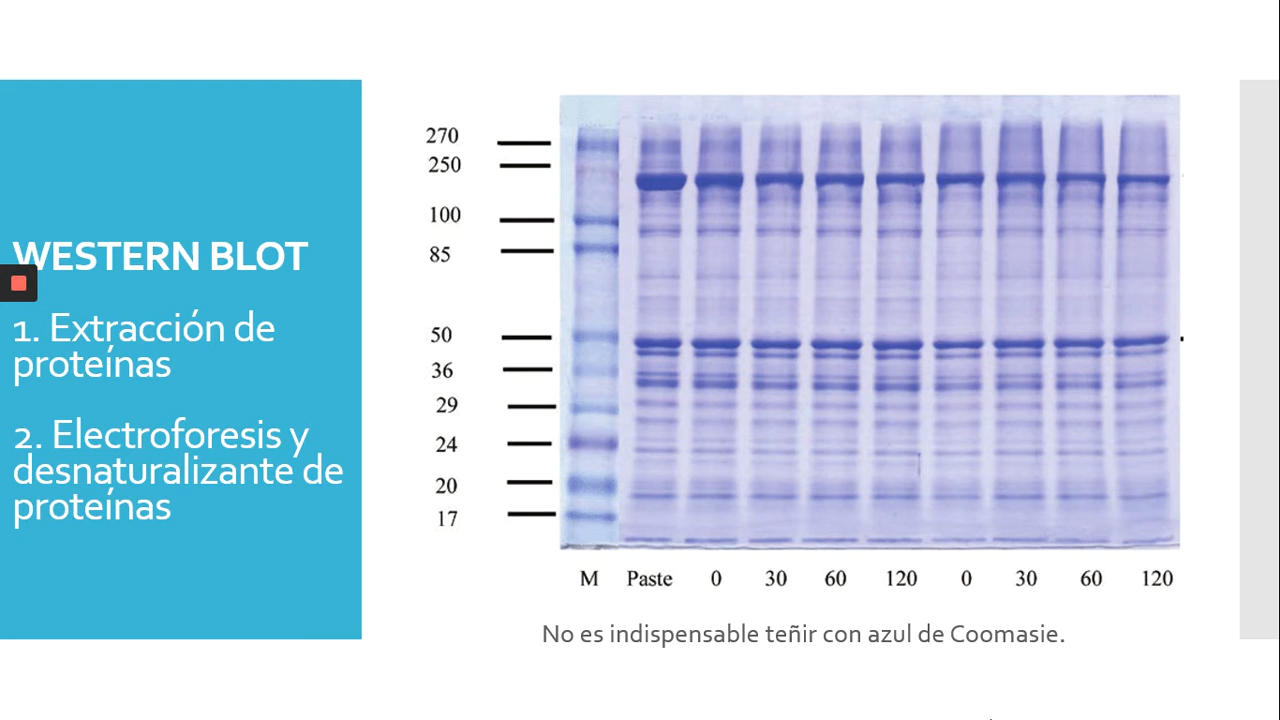 WESTERN BLOT
1. Extracción de
proteínas
2. Electroforesis y
desnaturalizante de
proteínas
270
250
100
85
50
36
29
24
20
17
M Paste 0 30 60 120 0 30 60 120
No es indispensable teñir con azul de Coomasie.